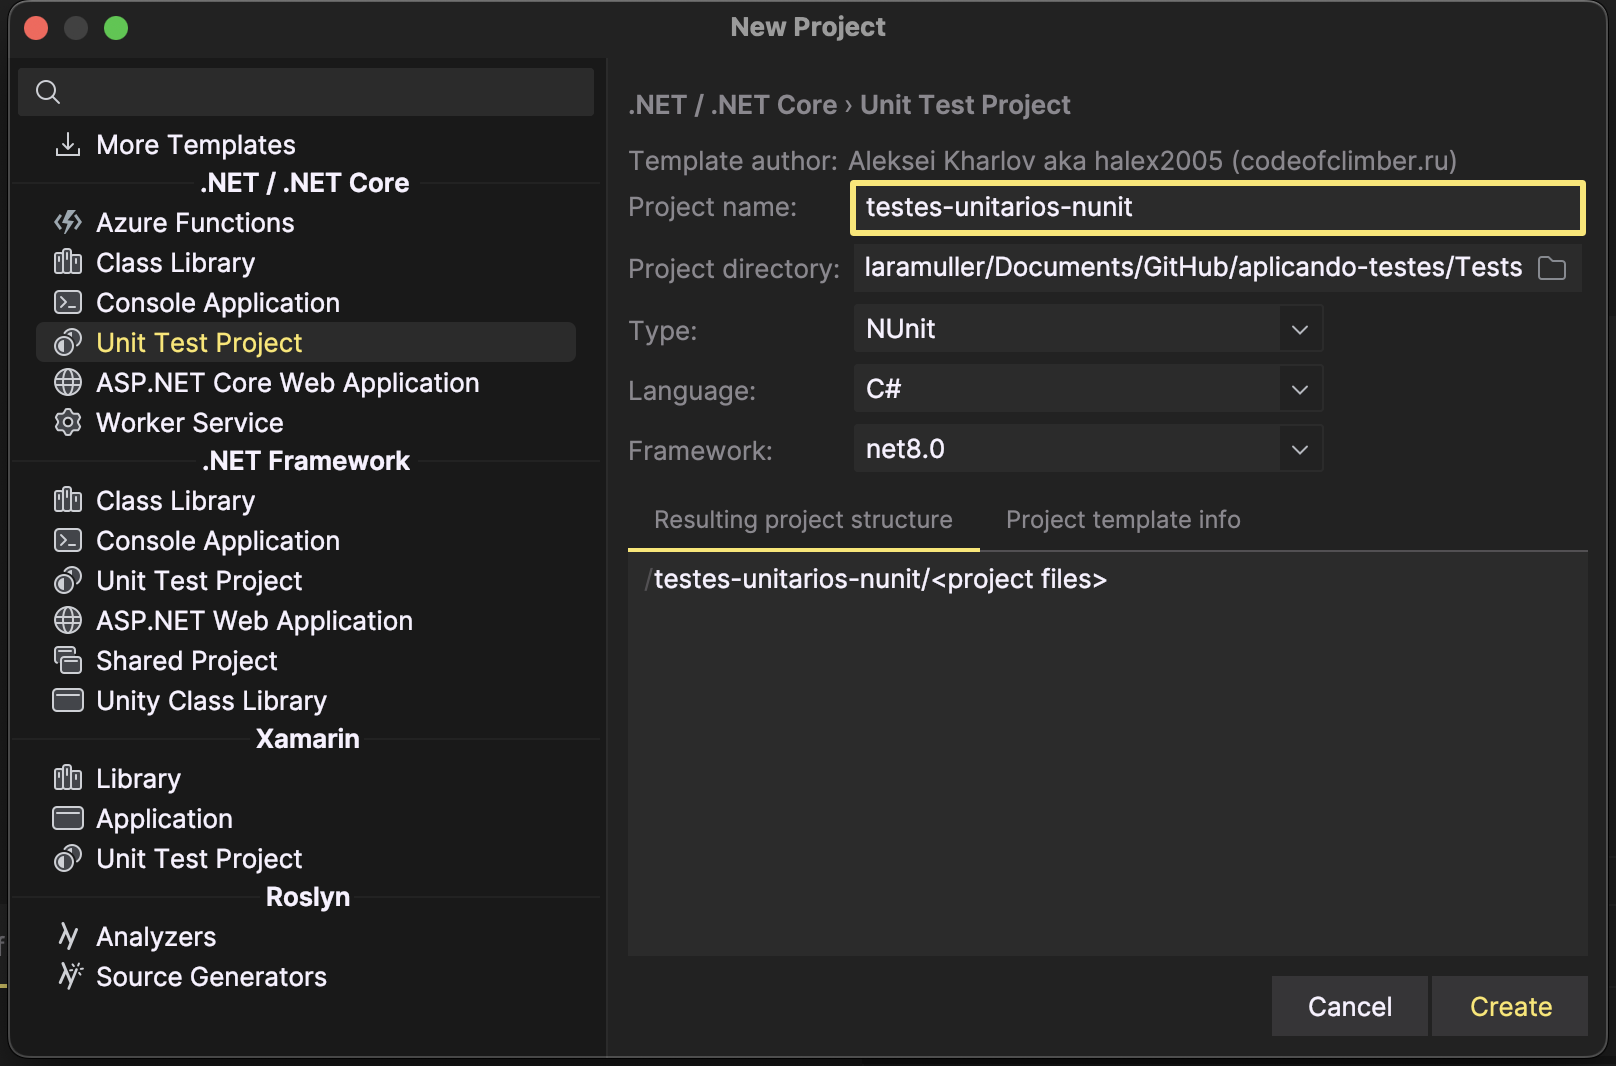 New Project
More Templates
.NET / .NET Core
Azure Functions
Class Library
Console Application
Unit Test Project
ASP.NET Core Web Application
Worker Service
.NET Framework
Class Library
Console Application
Unit Test Project
ASP.NET Web Application
Shared Project
Unity Class Library
Xamarin
Library
Application
Unit Test Project
Roslyn
Analyzers
Source Generators
.NET / .NET Core › Unit Test Project
Template author: Aleksei Kharlov aka halex2005 (codeofclimber.ru)
Project name: testes-unitarios-nunit
Project directory: laramuller/Documents/GitHub/aplicando-testes/Tests
Type: NUnit
Language: C#
Framework: net8.0
Resulting project structure Project template info
/testes-unitarios-nunit/<project files>
Cancel Create